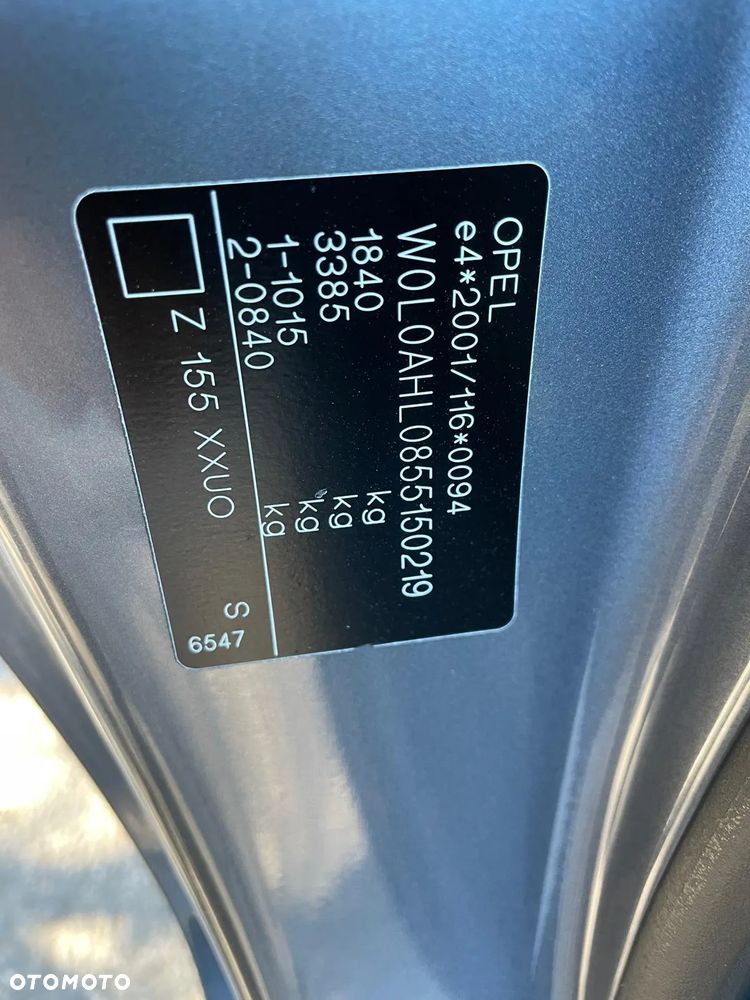 OPEL
e4*2001/116*0094
W0L0AHL0855150219
1840 kg
3385 kg
1-1015 kg
2-0840 kg
Z 155 XXUO S
6547
OTOMOTO